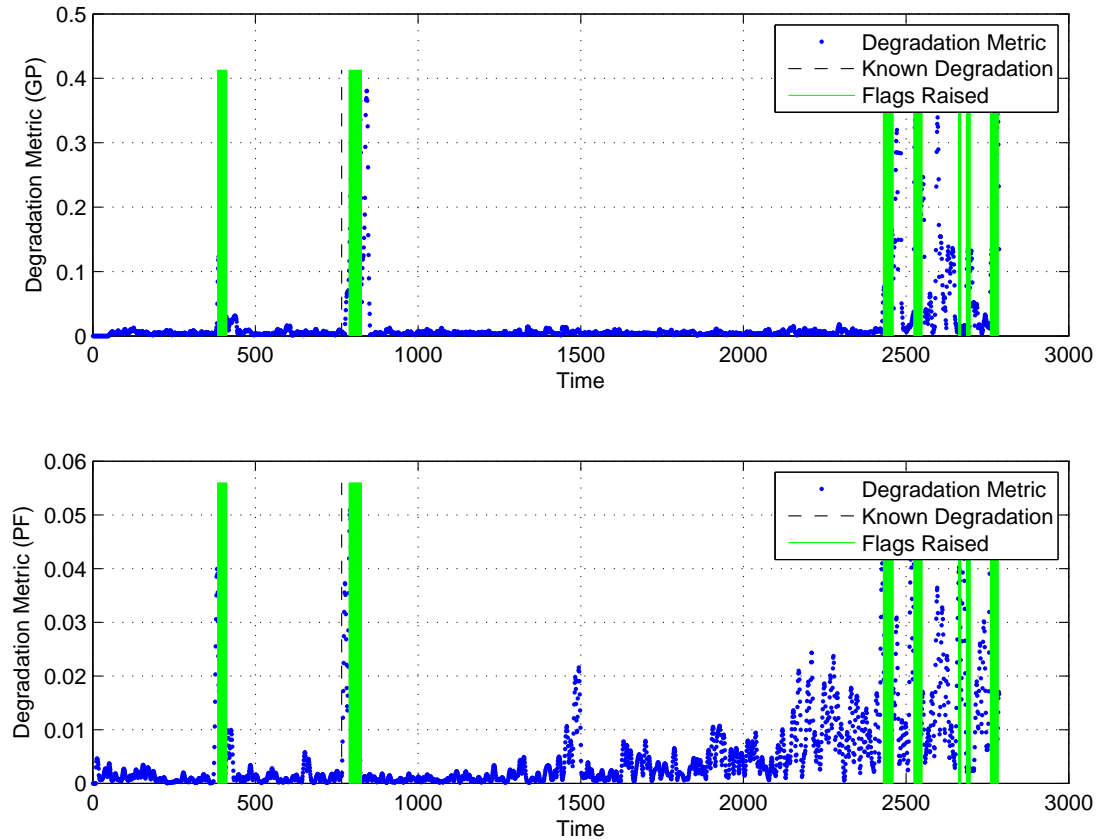 0.5
0.4
0.3
0.2
0.1
0
Degradation Metric (GP)
Degradation Metric
Known Degradation
Flags Raised
0 500 1000 1500 2000 2500 3000
Time
0.06
0.05
0.04
0.03
0.02
0.01
0
Degradation Metric (PF)
Degradation Metric
Known Degradation
Flags Raised
0 500 1000 1500 2000 2500 3000
Time